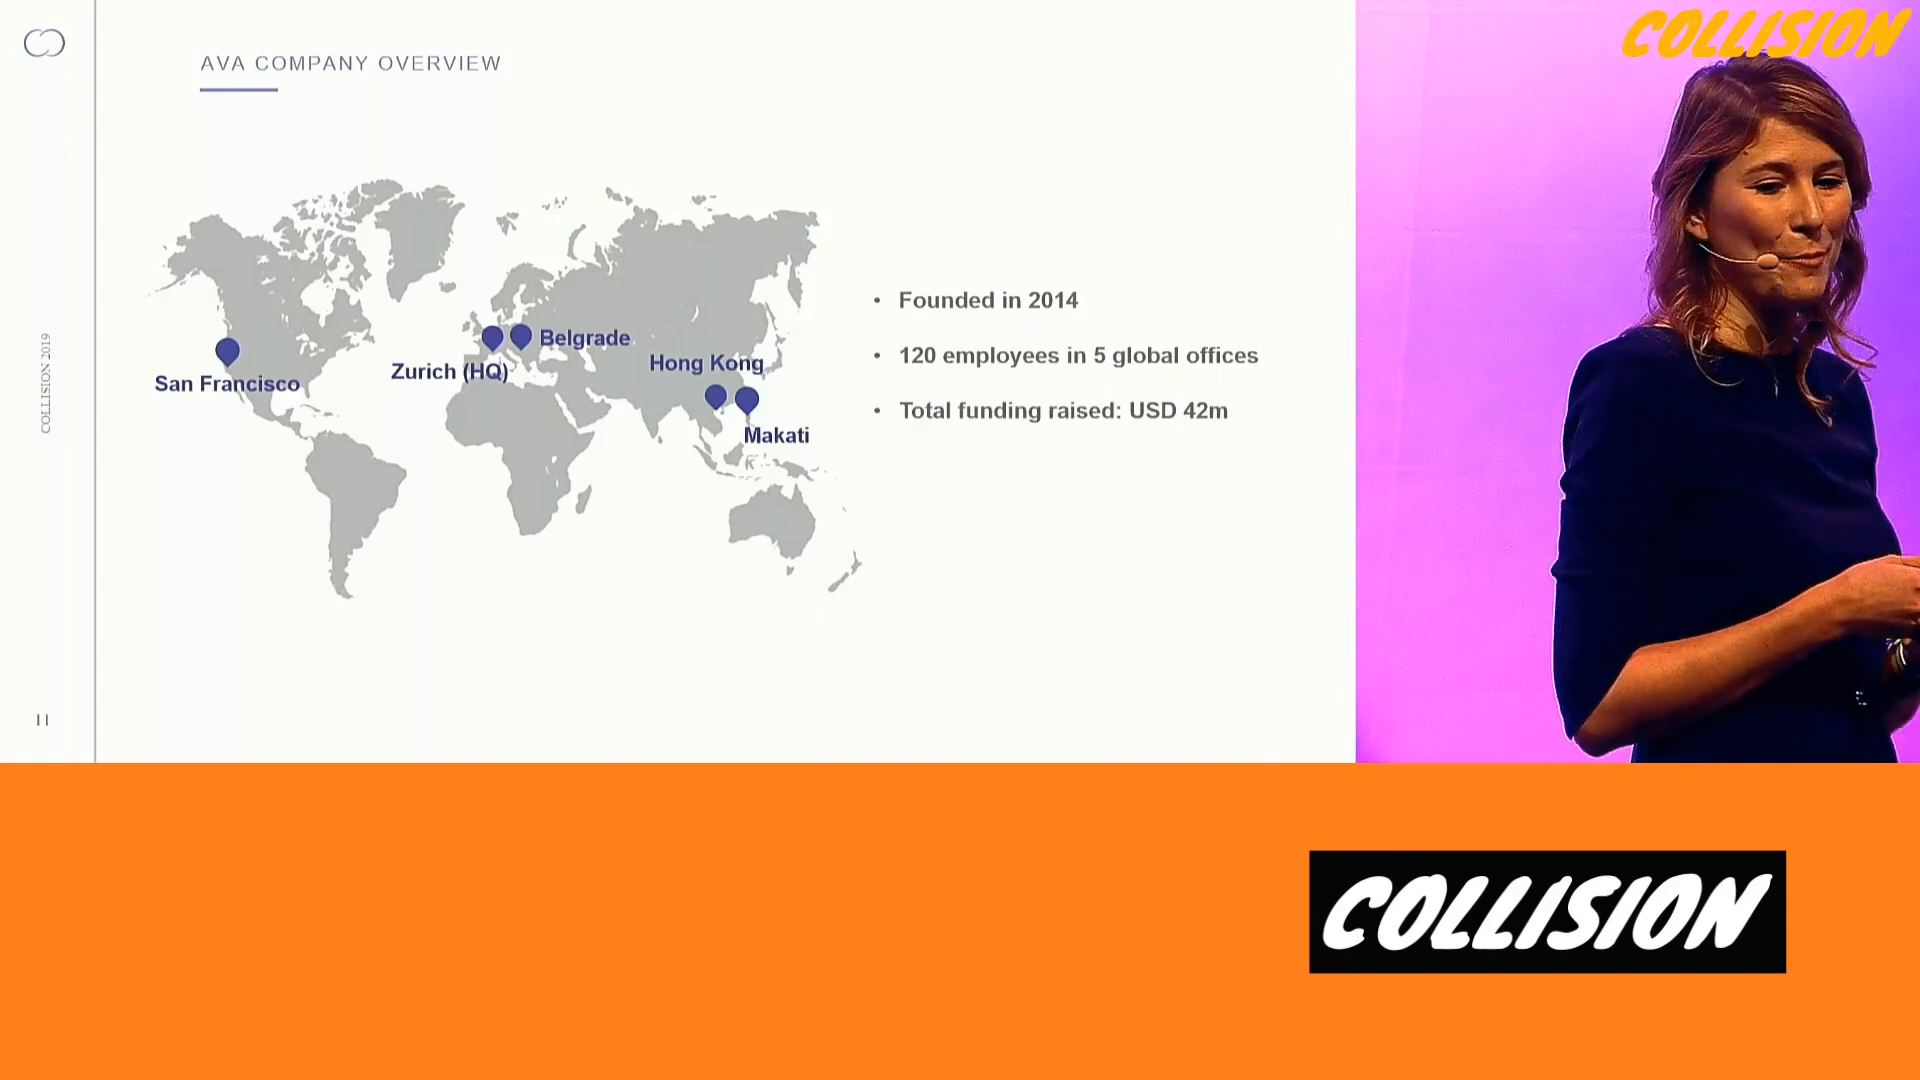 COLLISION
AVA COMPANY OVERVIEW
San Francisco
Zurich (HQ)
Belgrade
Hong Kong
Makati
• Founded in 2014
• 120 employees in 5 global offices
• Total funding raised: USD 42m
COLLISION 2019
11
COLLISION